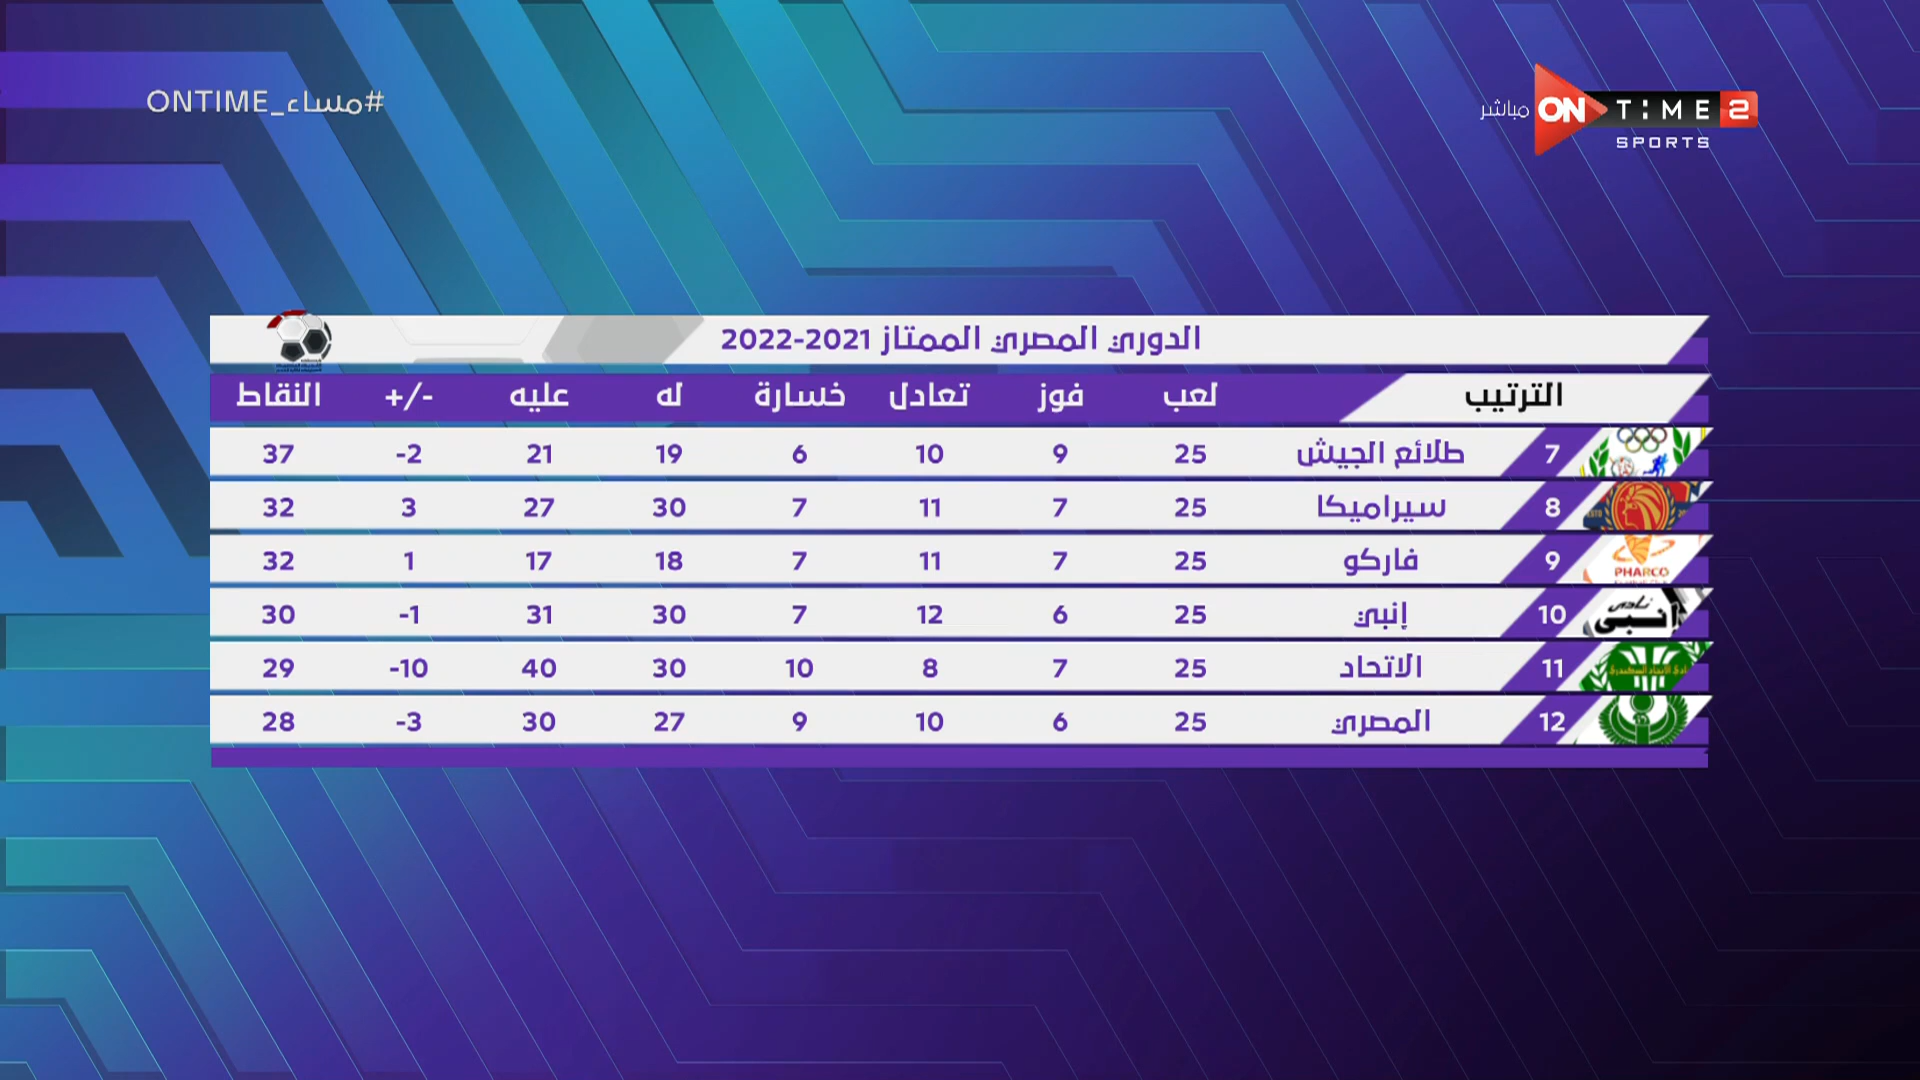 #مساء_ONTIME
مباشر ON TIME 2
SPORTS
الدوري المصري الممتاز 2021-2022
الترتيب لعب فوز تعادل خسارة له عليه -/+ النقاط
7 طلائع الجيش 25 9 10 6 19 21 -2 37
8 سيراميكا 25 7 11 7 30 27 3 32
PHARCO
9 فاركو 25 7 11 7 18 17 1 32
نادى
إنبى
10 إنبي 25 6 12 7 30 31 -1 30
11 الاتحاد 25 7 8 10 30 40 -10 29
12 المصري 25 6 10 9 27 30 -3 28